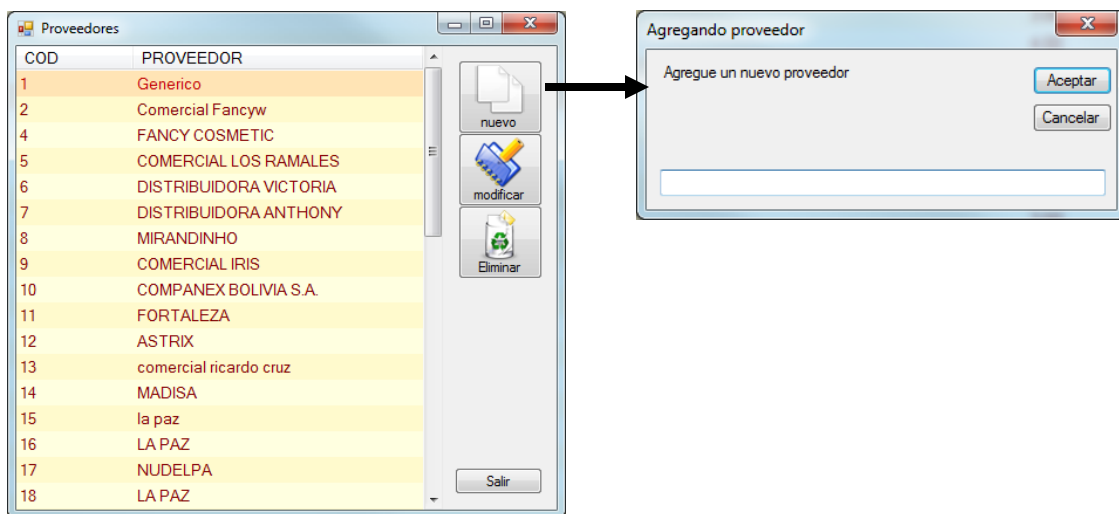 Proveedores
COD PROVEEDOR
1 Generico
2 Comercial Fancyw
4 FANCY COSMETIC
5 COMERCIAL LOS RAMALES
6 DISTRIBUIDORA VICTORIA
7 DISTRIBUIDORA ANTHONY
8 MIRANDINHO
9 COMERCIAL IRIS
10 COMPANEX BOLIVIA S.A.
11 FORTALEZA
12 ASTRIX
13 comercial ricardo cruz
14 MADISA
15 la paz
16 LA PAZ
17 NUDELPA
18 LA PAZ
nuevo
modificar
Eliminar
Salir
Agregando proveedor
Agregue un nuevo proveedor
Aceptar
Cancelar